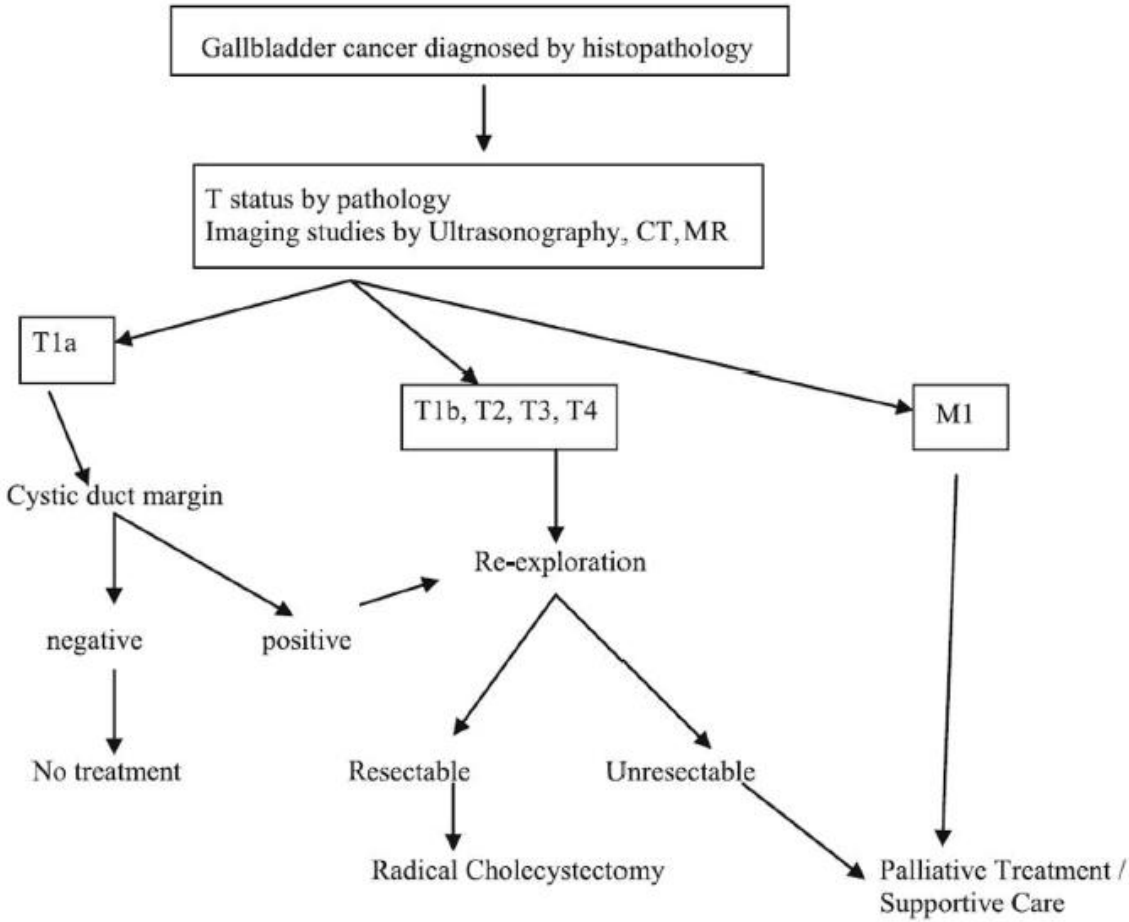 Gallbladder cancer diagnosed by histopathology
T status by pathology
Imaging studies by Ultrasonography, CT, MR
T1a
T1b, T2, T3, T4
M1
Cystic duct margin
Re-exploration
negative
positive
No treatment
Resectable
Unresectable
Radical Cholecystectomy
Palliative Treatment /
Supportive Care